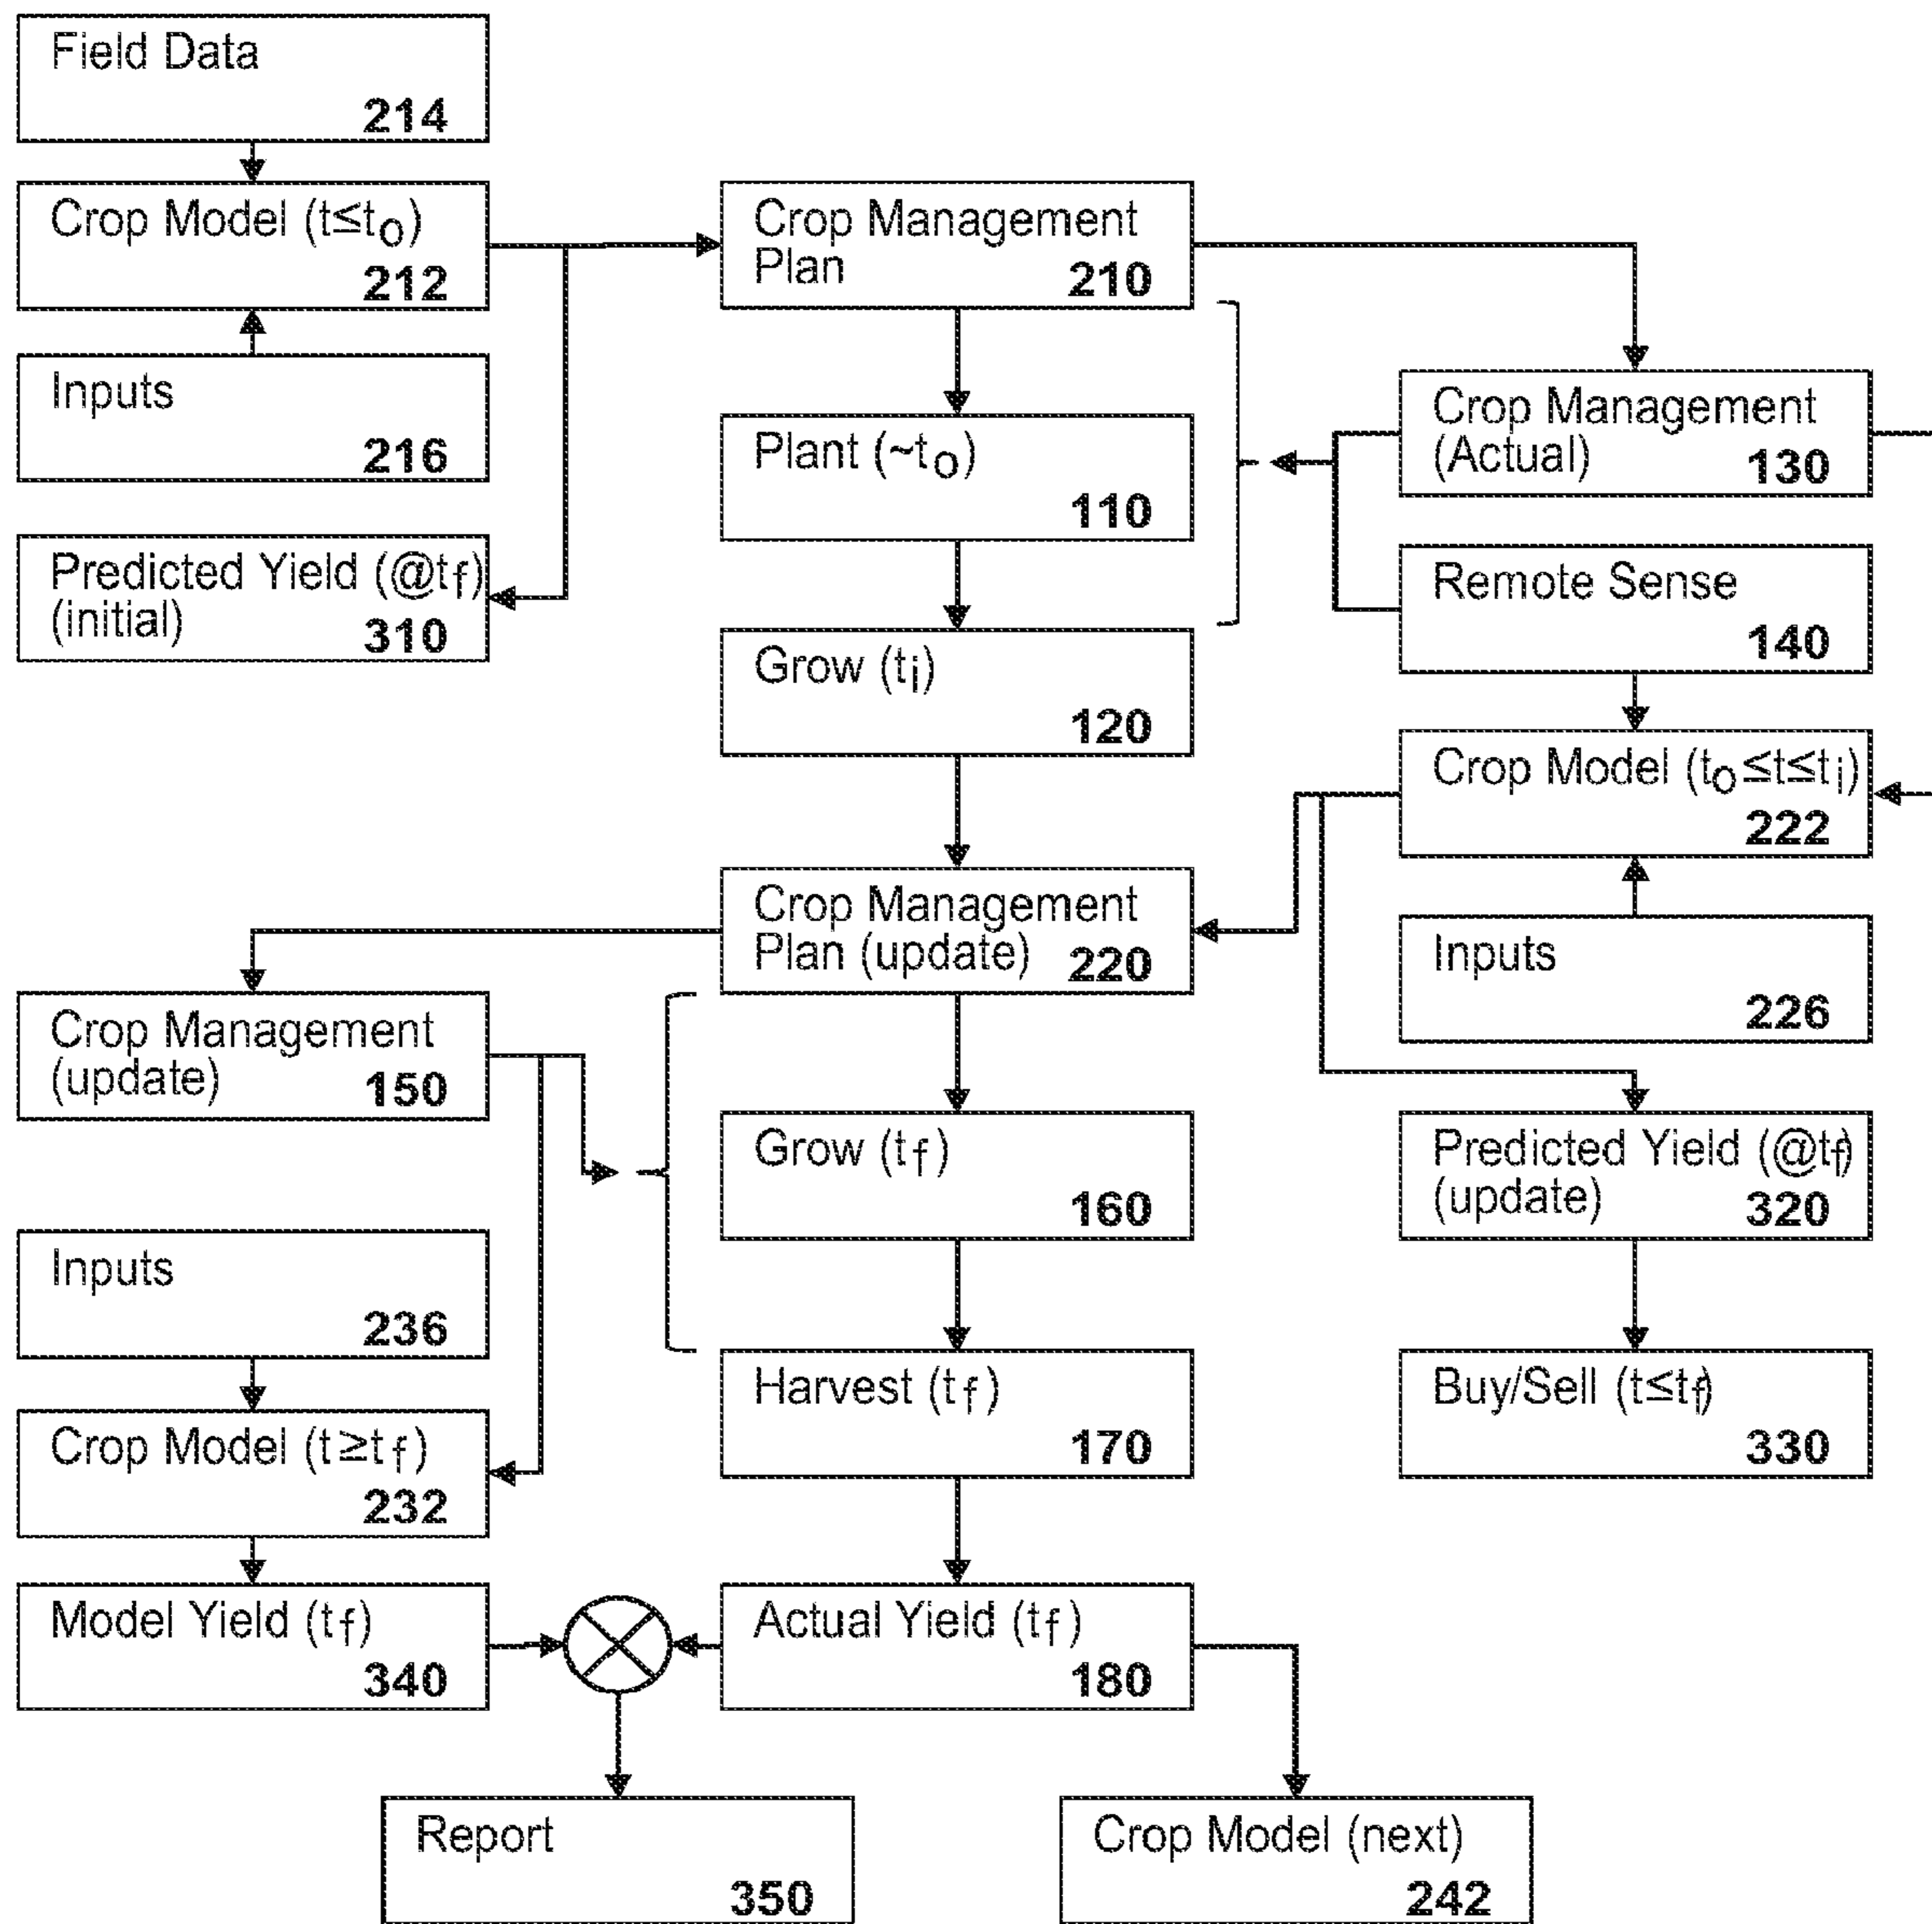 Field Data
214
Crop Model (t≤to)
212
Inputs
216
Predicted Yield (@tf)
(initial)
310
Crop Management
Plan
210
Plant (~to)
110
Grow (ti)
120
Crop Management
(Actual)
130
Remote Sense
140
Crop Model (to≤t≤ti)
222
Inputs
226
Crop Management
Plan (update)
220
Crop Management
(update)
150
Grow (tf)
160
Predicted Yield (@tf)
(update)
320
Inputs
236
Harvest (tf)
170
Buy/Sell (t≤tf)
330
Crop Model (t≥tf)
232
Model Yield (tf)
340
Actual Yield (tf)
180
Report
350
Crop Model (next)
242